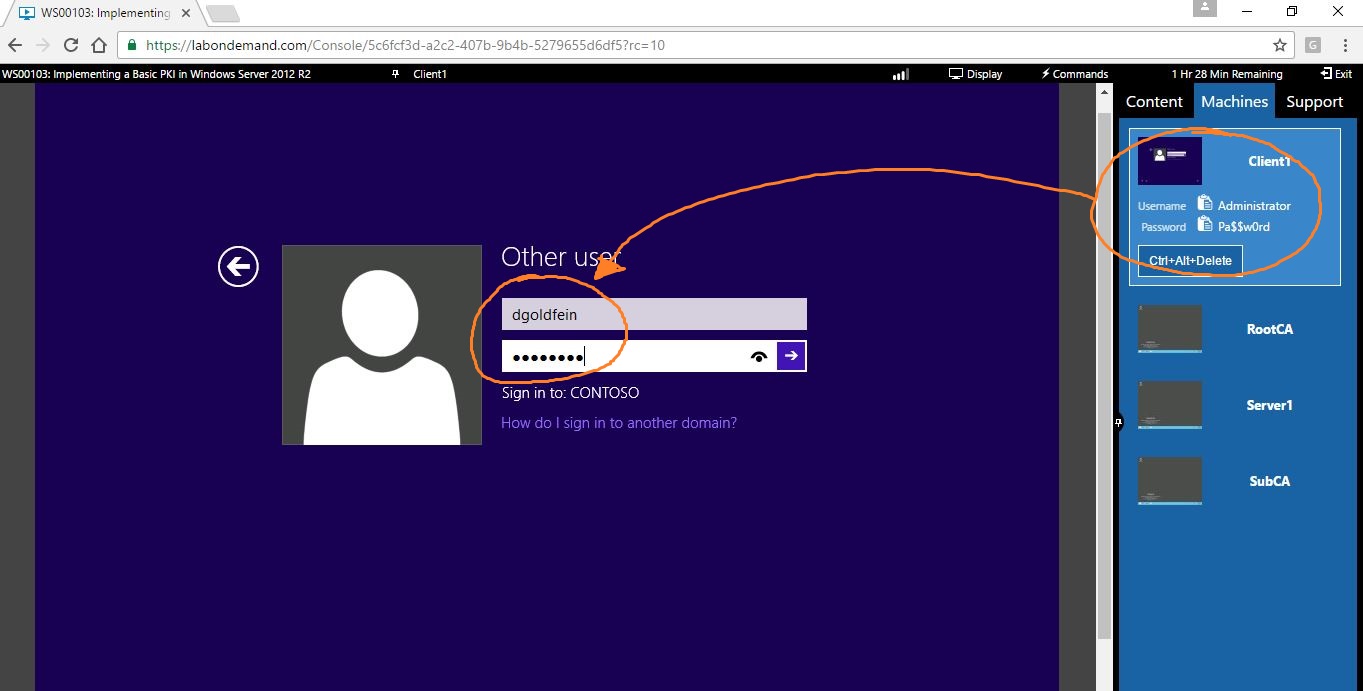 WS00103: Implementing
https://labondemand.com/Console/5c6fcf3d-a2c2-407b-9b4b-5279655d6df5?rc=10
G
WS00103: Implementing a Basic PKI in Windows Server 2012 R2
Client1
Display
Commands
1 Hr 28 Min Remaining
Exit
Content
Machines
Support
Client1
Username
Administrator
Password
Pa$$w0rd
Ctrl+Alt+Delete
Other user
dgoldfein
••••••••
Sign in to: CONTOSO
How do I sign in to another domain?
RootCA
Server1
SubCA